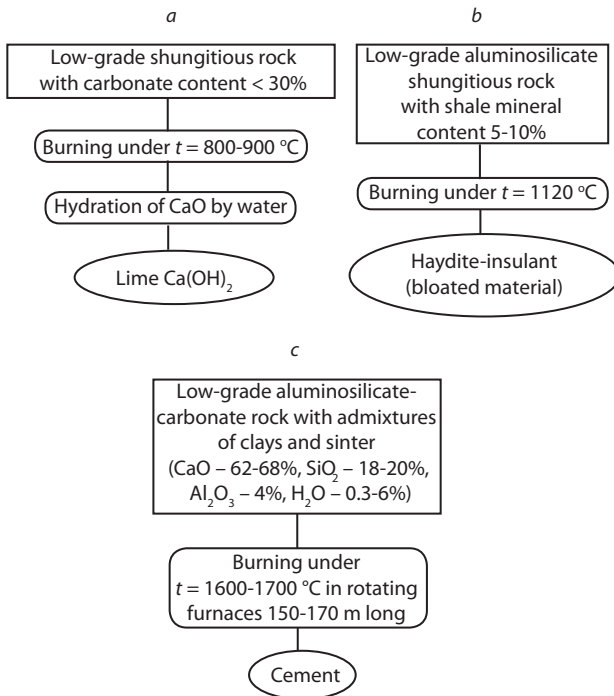 a
Low-grade shungitious rock
with carbonate content < 30%
Burning under t = 800-900 °C
Hydration of CaO by water
Lime Ca(OH)₂
b
Low-grade aluminosilicate
shungitious rock
with shale mineral
content 5-10%
Burning under t = 1120 °C
Haydite-insulant
(bloated material)
c
Low-grade aluminosilicate-
carbonate rock with admixtures
of clays and sinter
(CaO – 62-68%, SiO₂ – 18-20%,
Al₂O₃ – 4%, H₂O – 0.3-6%)
Burning under
t = 1600-1700 °C in rotating
furnaces 150-170 m long
Cement